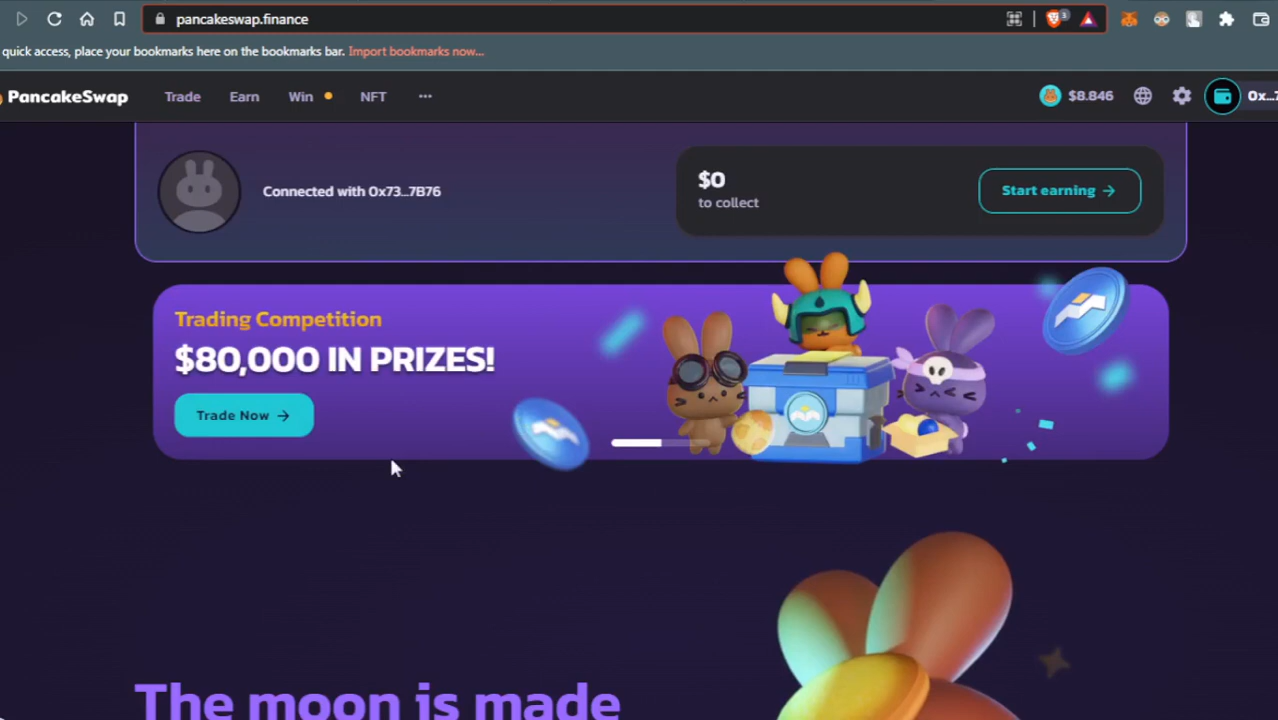 pancakeswap.finance
3
quick access, place your bookmarks here on the bookmarks bar. Import bookmarks now...
PancakeSwap Trade Earn Win NFT $8.846 0x...7
Connected with 0x73...7B76
$0
to collect
Start earning
Trading Competition
$80,000 IN PRIZES!
Trade Now
The moon is made